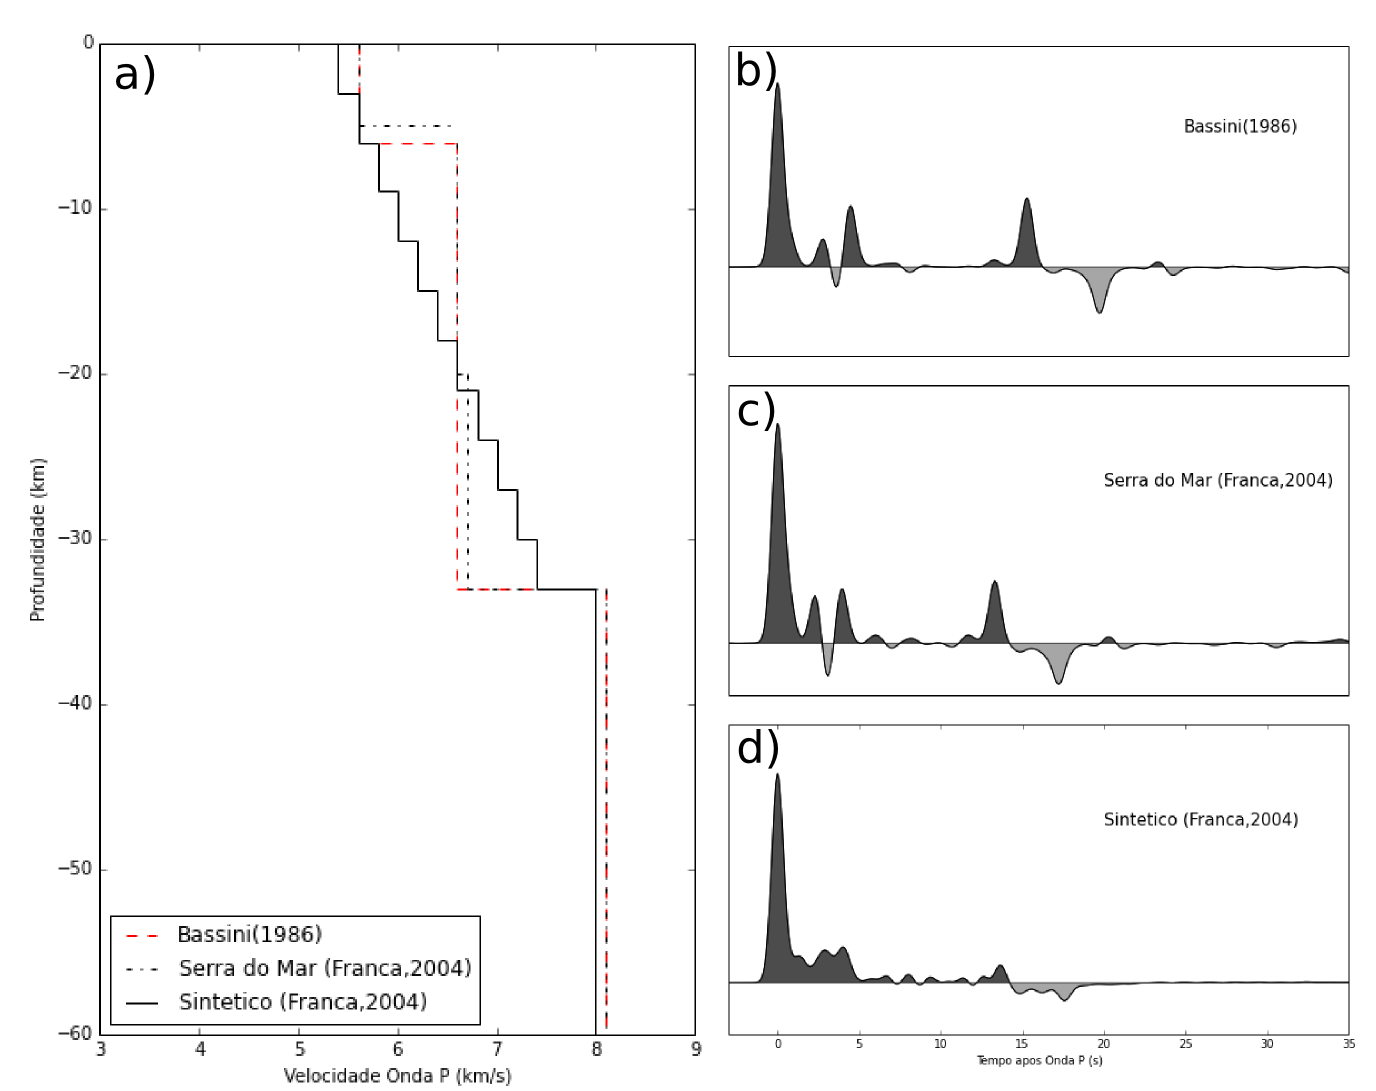 a)
0
−10
−20
−30
−40
−50
−60
Profundidade (km)
3 4 5 6 7 8 9
Velocidade Onda P (km/s)
Bassini(1986)
Serra do Mar (Franca,2004)
Sintetico (Franca,2004)
b)
Bassini(1986)
c)
Serra do Mar (Franca,2004)
d)
Sintetico (Franca,2004)
0 5 10 15 20 25 30 35
Tempo apos Onda P (s)